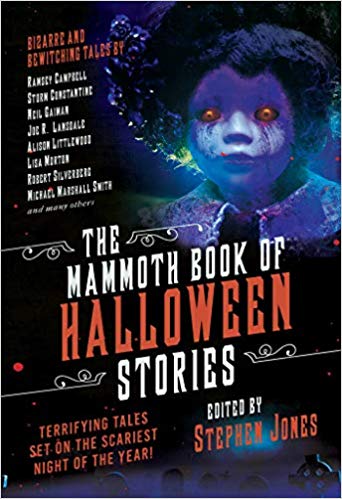 BIZARRE AND
BEWITCHING TALES BY
RAMSEY CAMPBELL
STORM CONSTANTINE
NEIL GAIMAN
JOE R. LANSDALE
ALISON LITTLEWOOD
LISA MORTON
ROBERT SILVERBERG
MICHAEL MARSHALL SMITH
and many others
THE
MAMMOTH BOOK OF
HALLOWEEN
STORIES
TERRIFYING TALES
SET ON THE SCARIEST
NIGHT OF THE YEAR!
EDITED BY
STEPHEN JONES